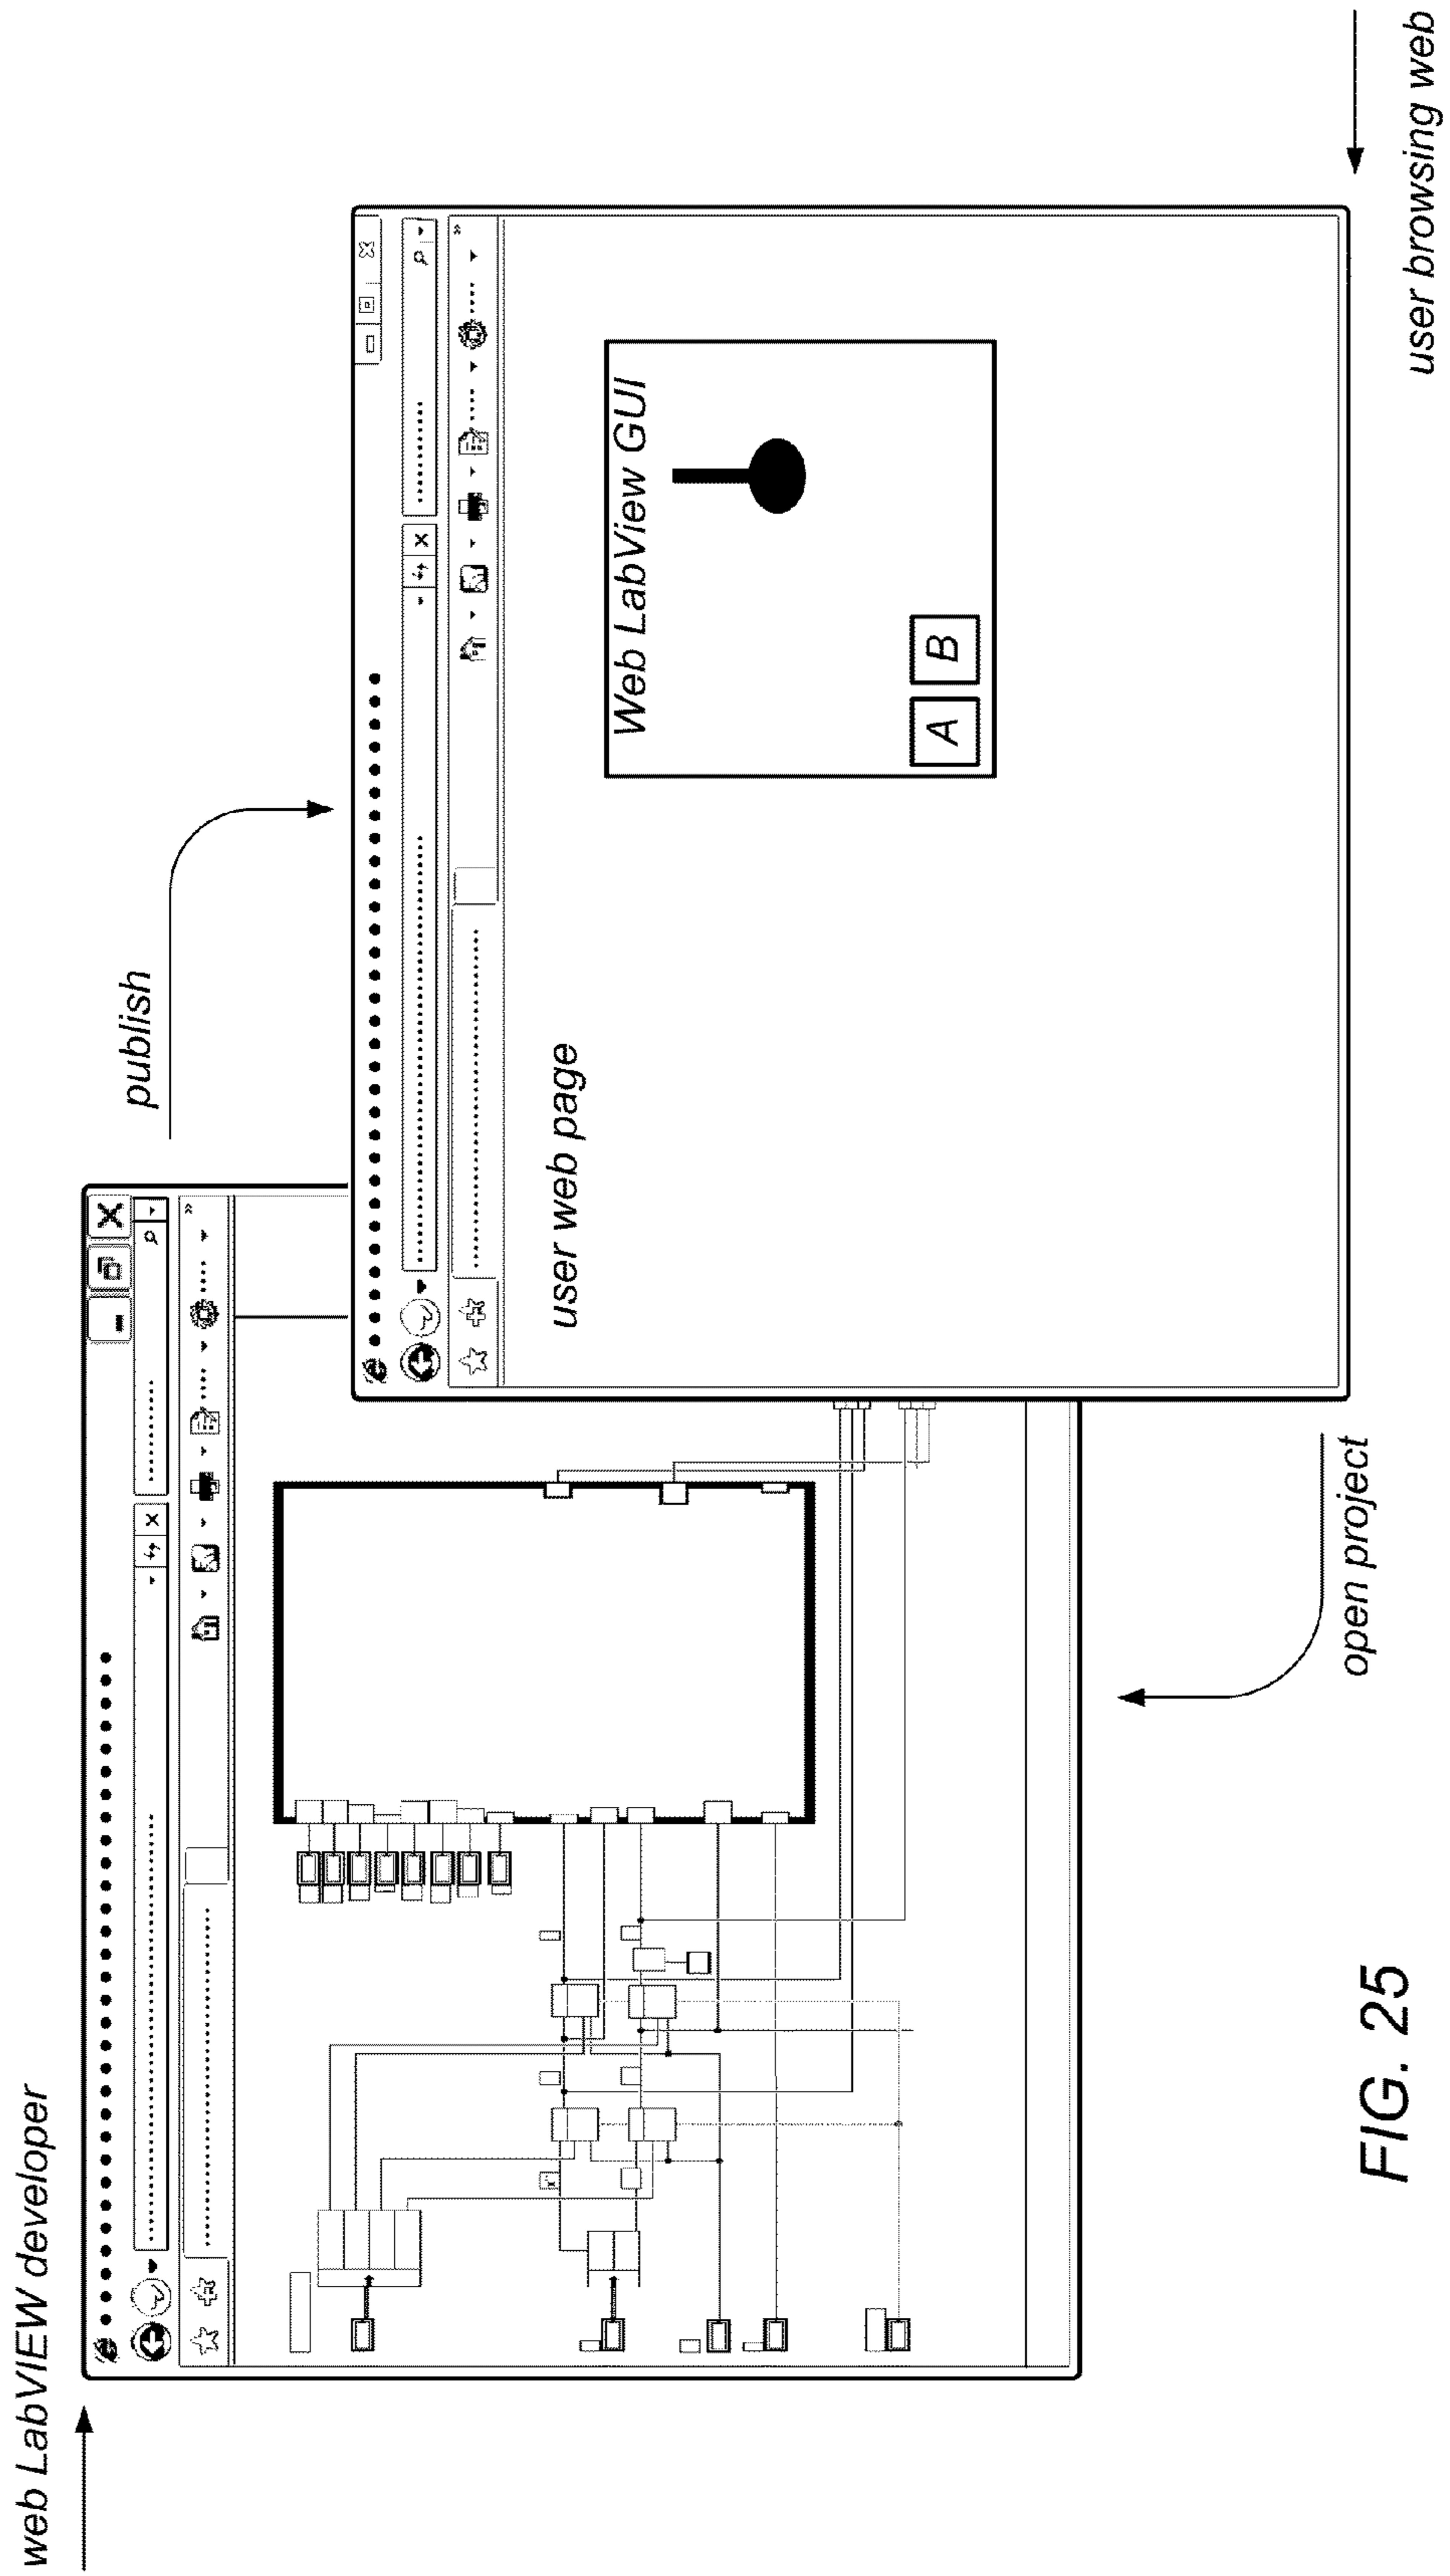 web LabVIEW developer
publish
user web page
Web LabView GUI
A
B
open project
user browsing web
FIG. 25